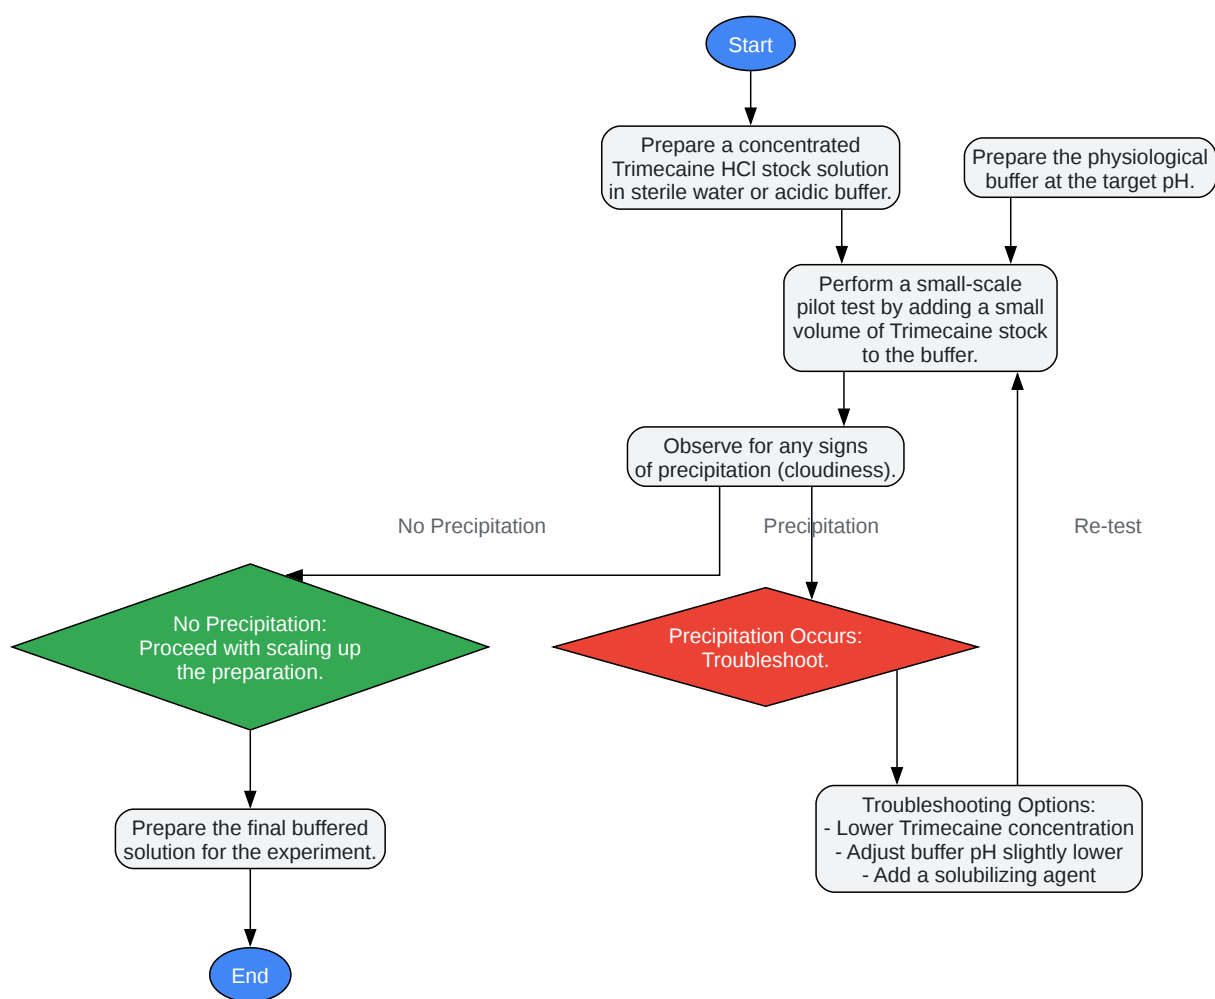 Start
Prepare a concentrated
Trimecaine HCl stock solution
in sterile water or acidic buffer.
Prepare the physiological
buffer at the target pH.
Perform a small-scale
pilot test by adding a small
volume of Trimecaine stock
to the buffer.
Observe for any signs
of precipitation (cloudiness).
No Precipitation
Precipitation
Re-test
No Precipitation:
Proceed with scaling up
the preparation.
Precipitation Occurs:
Troubleshoot.
Troubleshooting Options:
- Lower Trimecaine concentration
- Adjust buffer pH slightly lower
- Add a solubilizing agent
Prepare the final buffered
solution for the experiment.
End